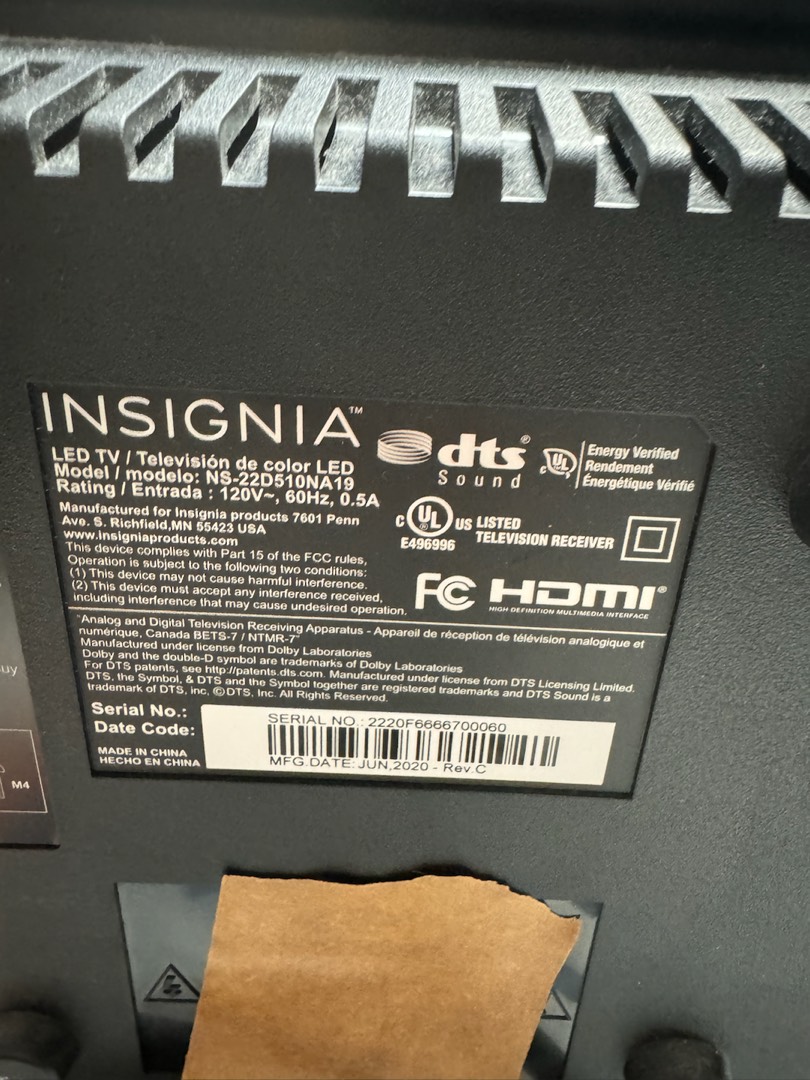 INSIGNIA™
LED TV / Televisión de color LED
Model / modelo: NS-22D510NA19
Rating / Entrada : 120V~, 60Hz, 0.5A
Manufactured for Insignia products 7601 Penn
Ave. S. Richfield,MN 55423 USA
www.insigniaproducts.com
This device complies with Part 15 of the FCC rules,
Operation is subject to the following two conditions:
(1) This device may not cause harmful interference.
(2) This device must accept any interference received,
including interference that may cause undesired operation.
dts®
Sound
UL
Energy Verified
Rendement
Énergétique Vérifié
C UL US LISTED
E496996
TELEVISION RECEIVER
FC HDMI®
HIGH DEFINITION MULTIMEDIA INTERFACE
"Analog and Digital Television Receiving Apparatus - Appareil de réception de télévision analogique et
numérique, Canada BETS-7 / NTMR-7"
Manufactured under license from Dolby Laboratories
Dolby and the double-D symbol are trademarks of Dolby Laboratories
For DTS patents, see http://patents.dts.com. Manufactured under license from DTS Licensing Limited.
DTS, the Symbol, & DTS and the Symbol together are registered trademarks and DTS Sound is a
trademark of DTS, inc. ©DTS, Inc. All Rights Reserved.
Serial No.:
Date Code:
MADE IN CHINA
HECHO EN CHINA
SERIAL NO.: 2220F6666700060
MFG.DATE: JUN,2020 - Rev.C
M4